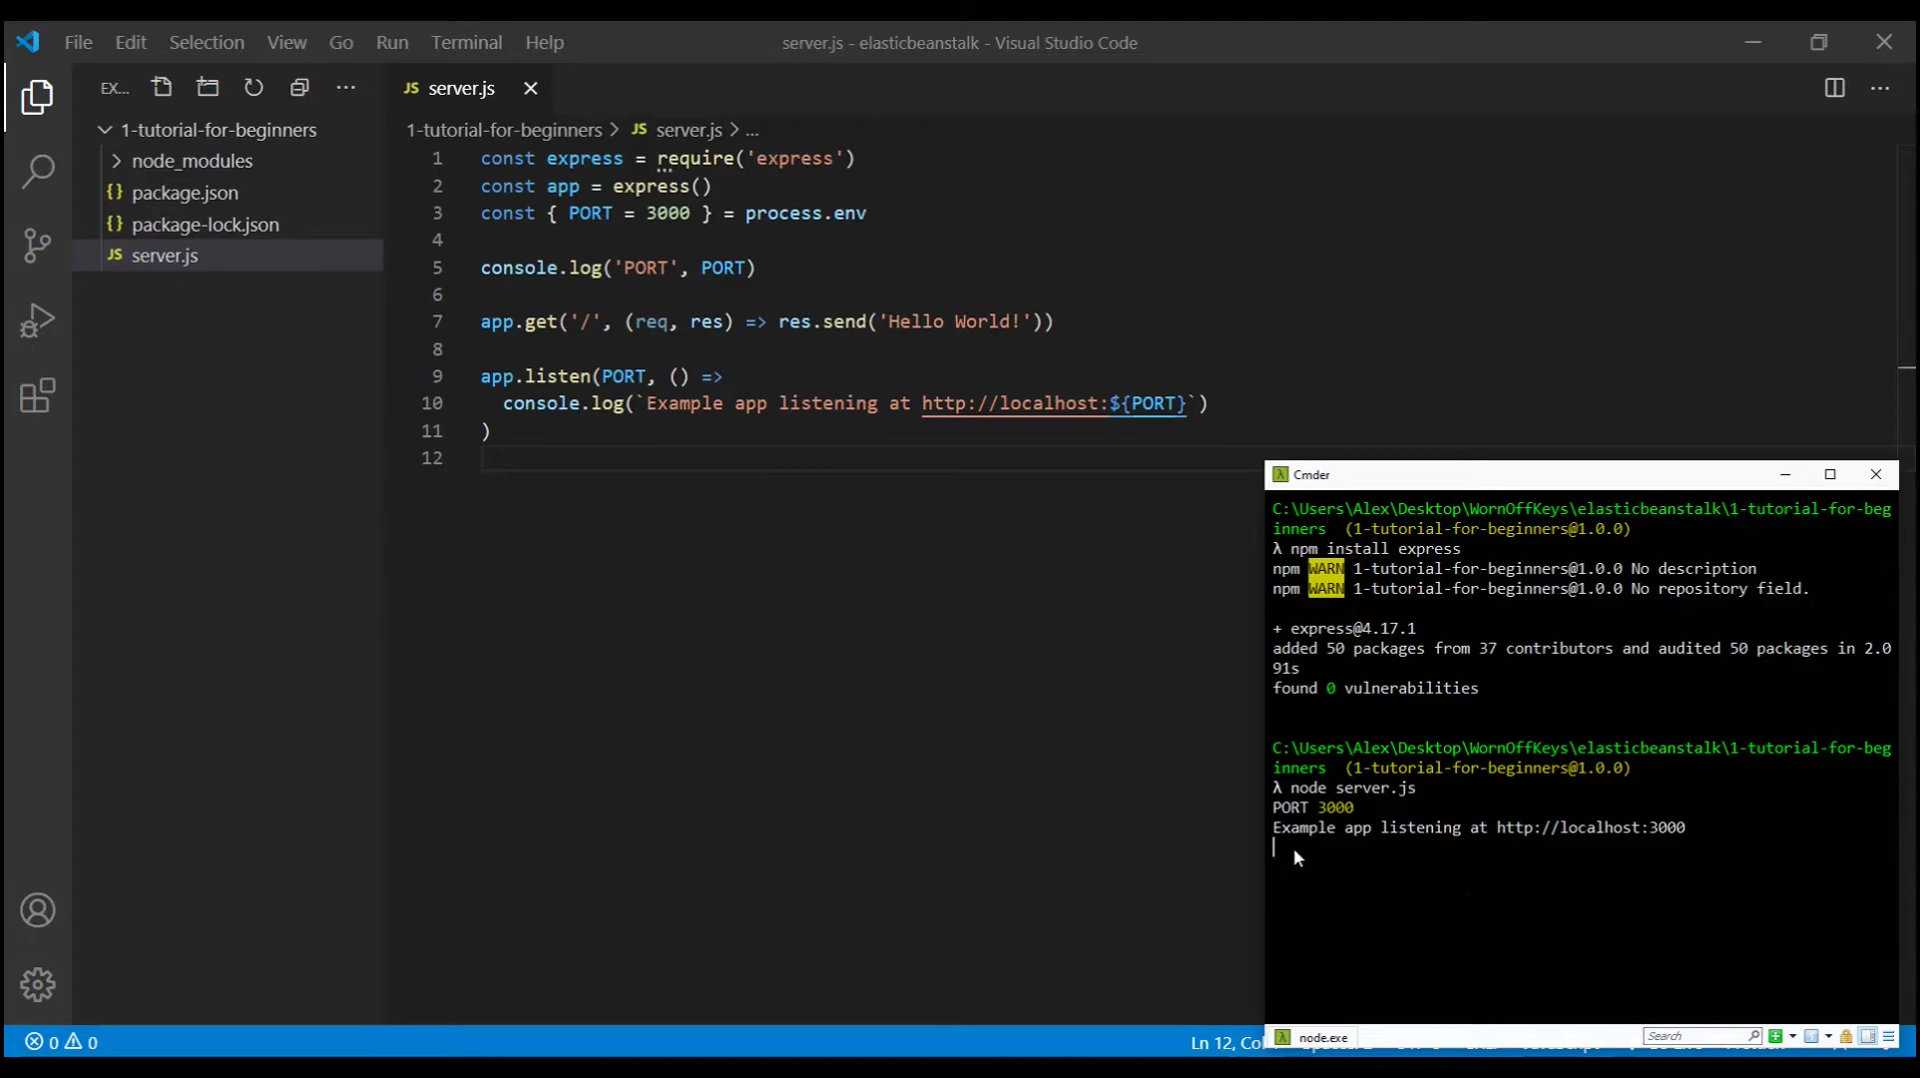 File Edit Selection View Go Run Terminal Help
server.js - elasticbeanstalk - Visual Studio Code
EX...
JS server.js
1-tutorial-for-beginners
node_modules
{} package.json
{} package-lock.json
JS server.js
1-tutorial-for-beginners > JS server.js > ...
1 const express = require('express')
2 const app = express()
3 const { PORT = 3000 } = process.env
4
5 console.log('PORT', PORT)
6
7 app.get('/', (req, res) => res.send('Hello World!'))
8
9 app.listen(PORT, () =>
10 console.log(`Example app listening at http://localhost:${PORT}`)
11 )
12
Cmder
C:\Users\Alex\Desktop\WornOffKeys\elasticbeanstalk\1-tutorial-for-beg
inners (1-tutorial-for-beginners@1.0.0)
λ npm install express
npm WARN 1-tutorial-for-beginners@1.0.0 No description
npm WARN 1-tutorial-for-beginners@1.0.0 No repository field.
+ express@4.17.1
added 50 packages from 37 contributors and audited 50 packages in 2.0
91s
found 0 vulnerabilities
C:\Users\Alex\Desktop\WornOffKeys\elasticbeanstalk\1-tutorial-for-beg
inners (1-tutorial-for-beginners@1.0.0)
λ node server.js
PORT 3000
Example app listening at http://localhost:3000
node.exe
Search
0 0
Ln 12, Co